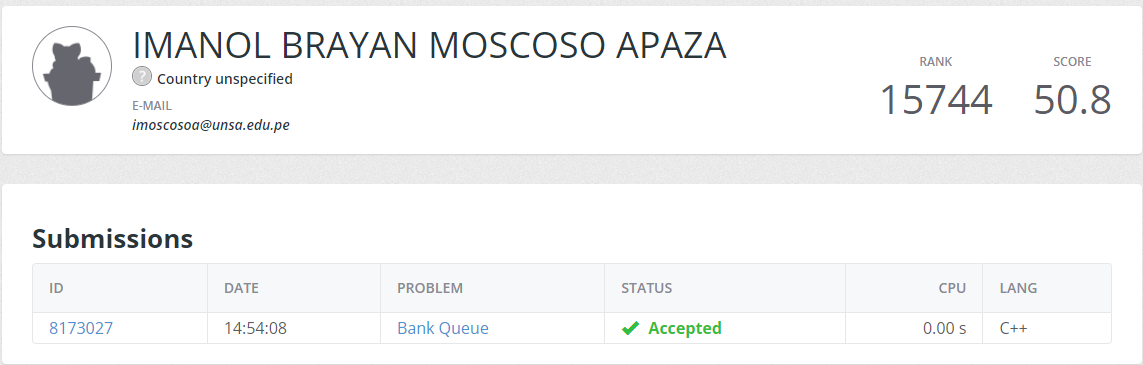 IMANOL BRAYAN MOSCOSO APAZA
? Country unspecified
E-MAIL
imoscosoa@unsa.edu.pe
RANK
15744
SCORE
50.8
Submissions
ID DATE PROBLEM STATUS CPU LANG
8173027 14:54:08 Bank Queue Accepted 0.00 s C++